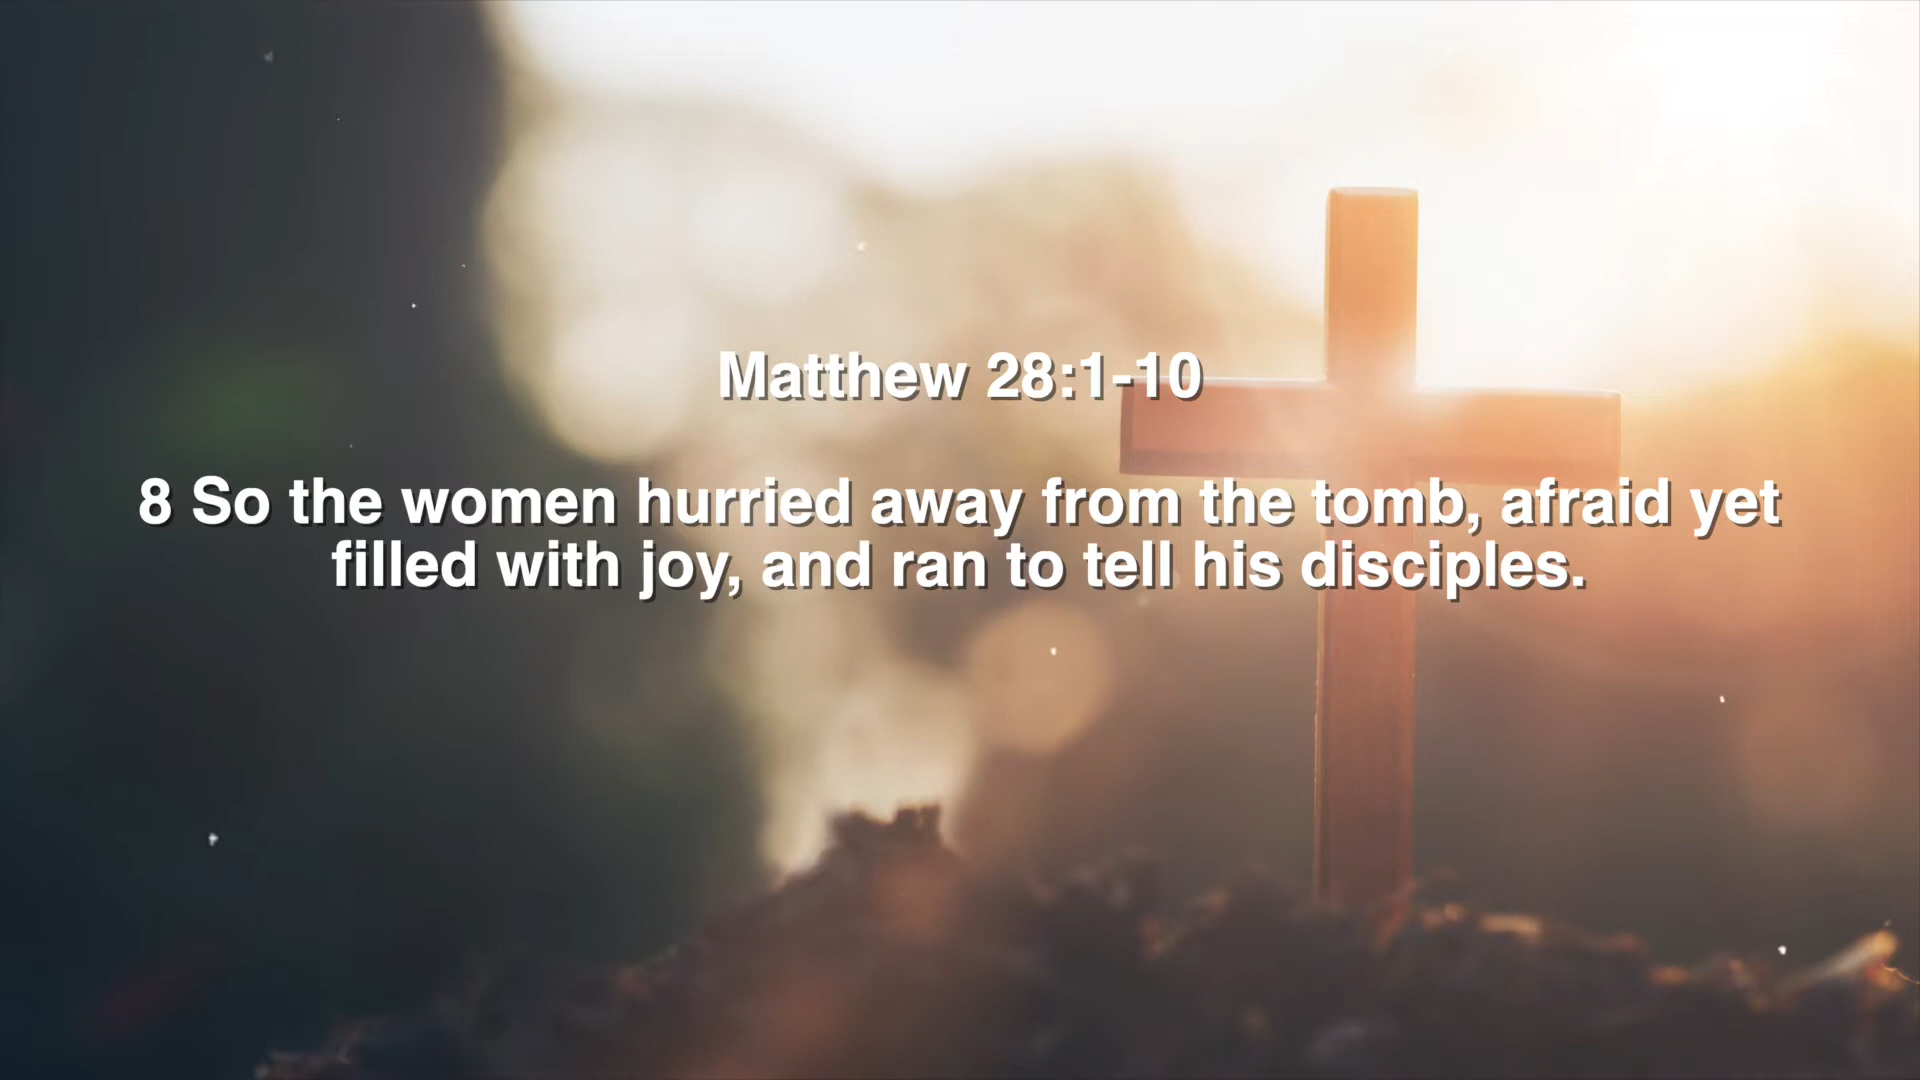 Matthew 28:1-10
8 So the women hurried away from the tomb, afraid yet
filled with joy, and ran to tell his disciples.